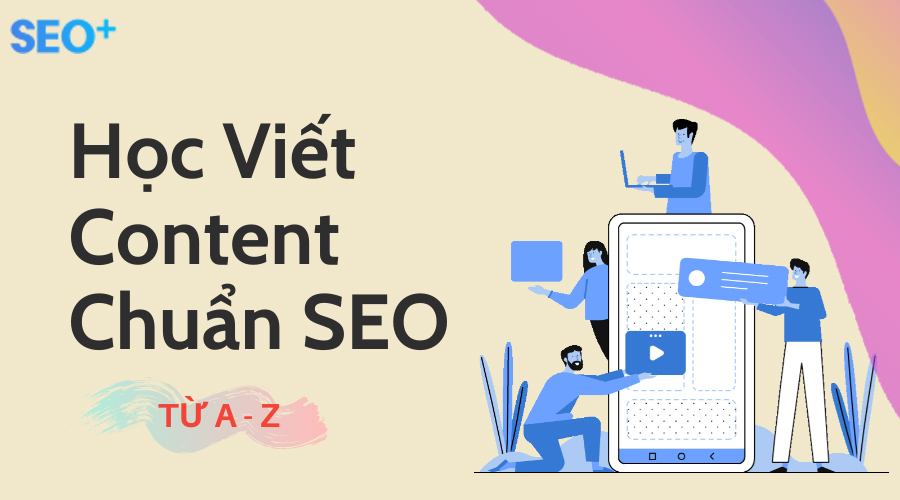 SEO+
Học Viết
Content
Chuẩn SEO
TỪ A - Z